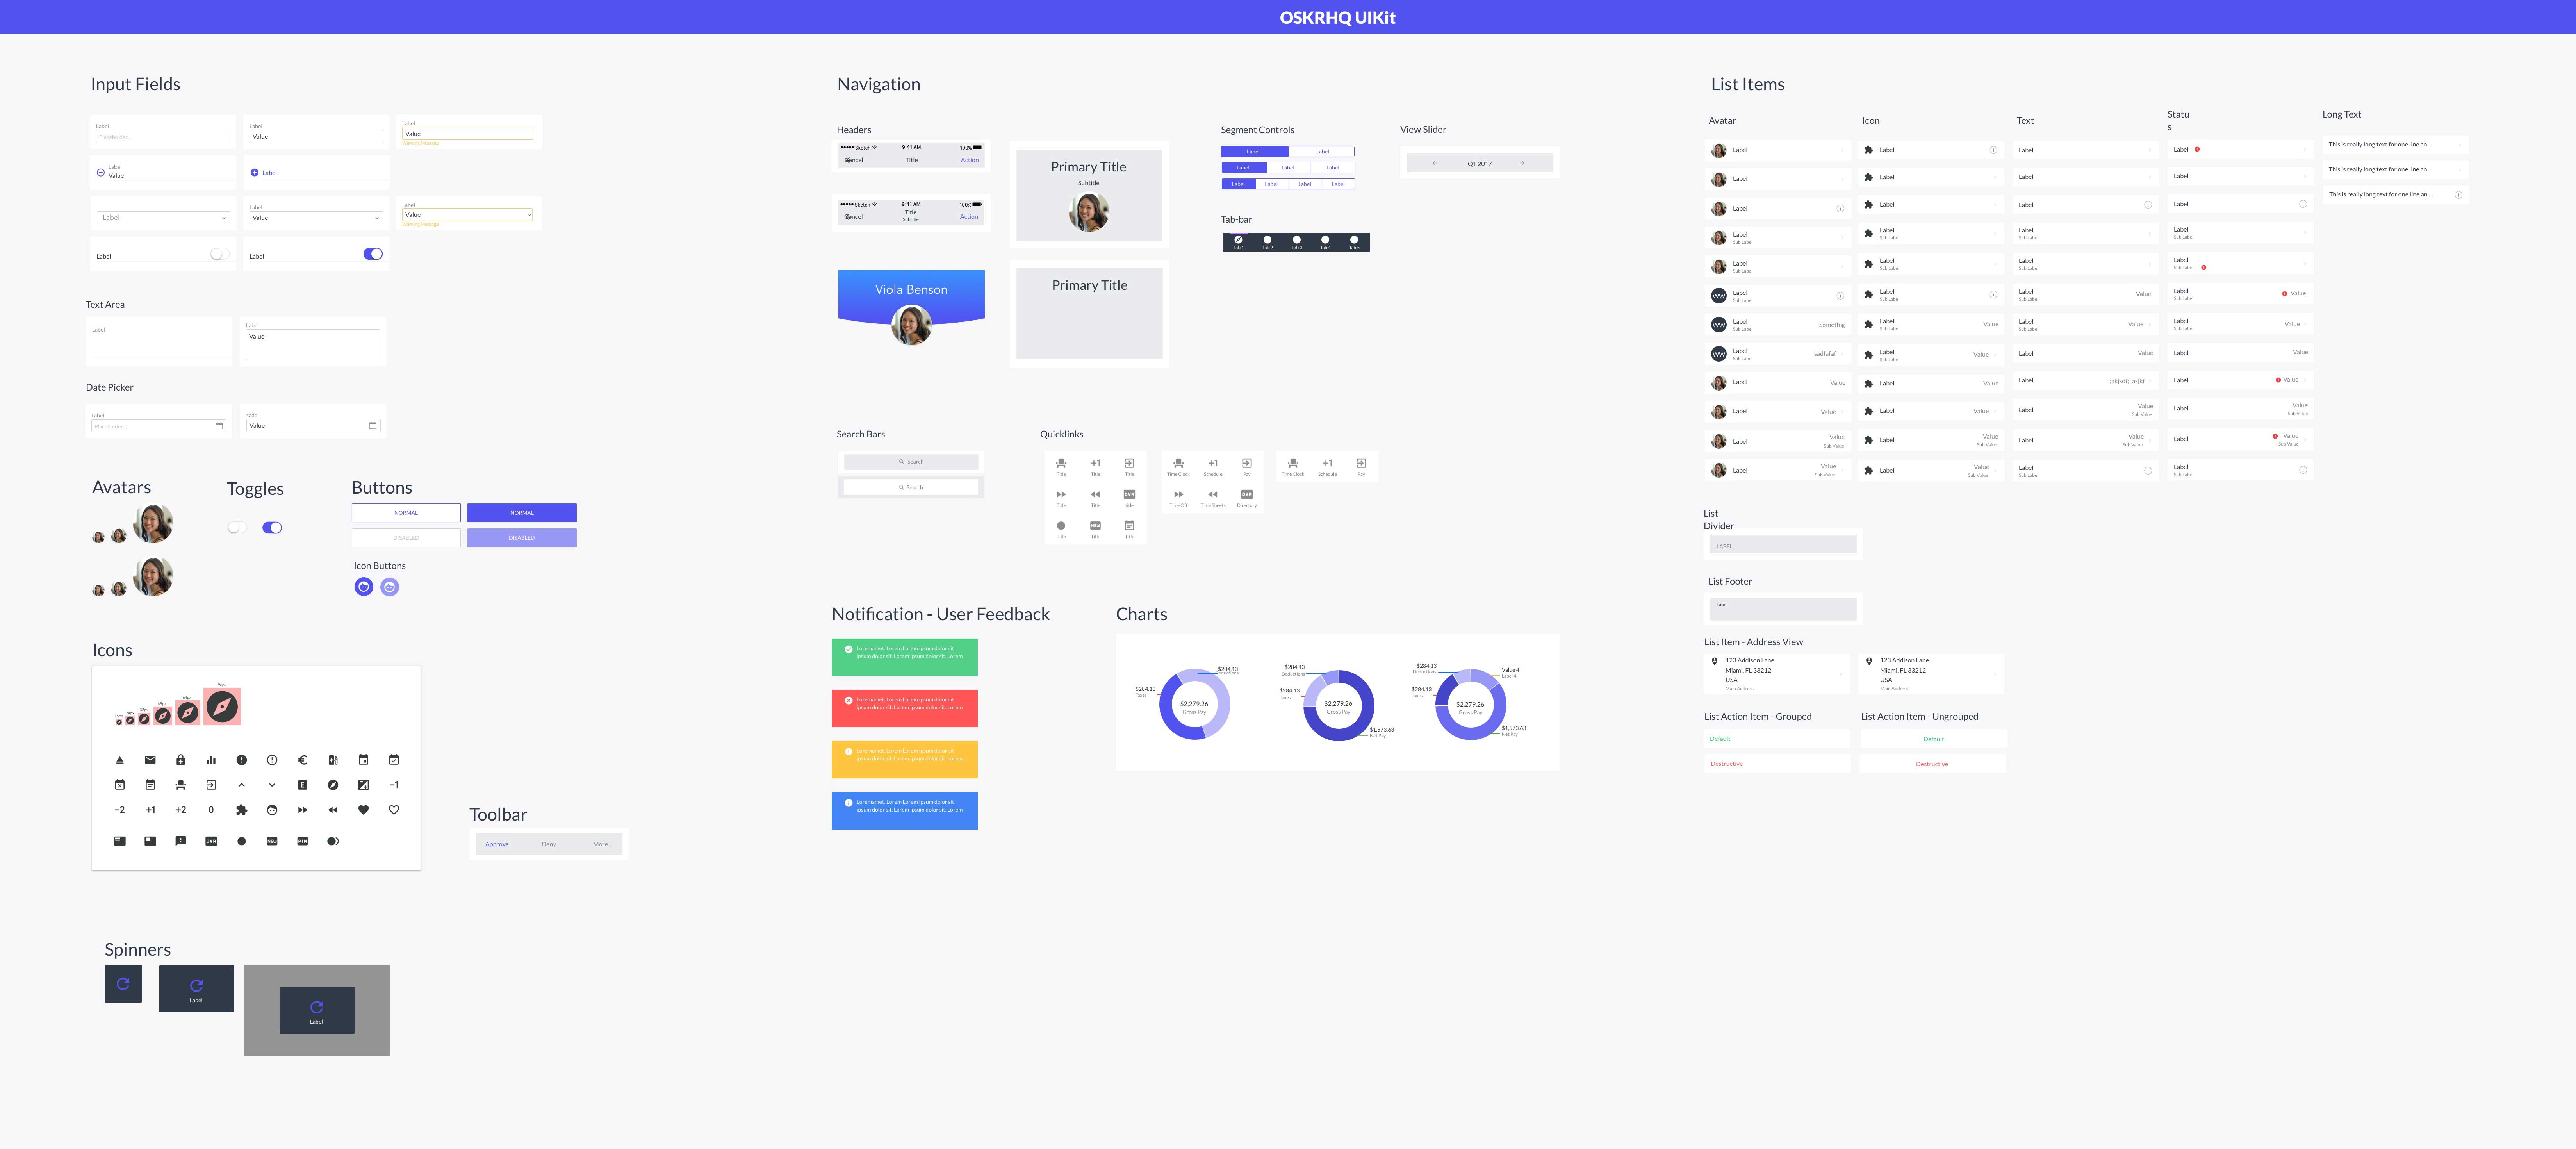 OSKRHQ UIKit
Input Fields
Label
Placeholder...
Label
Value
Label
Value
Warning Message
Label
Value
Label
Label
Label
Value
Label
Value
Warning Message
Label
Label
Text Area
Label
Label
Value
Date Picker
Label
Placeholder...
sada
Value
Avatars
Toggles
Buttons
NORMAL
NORMAL
DISABLED
DISABLED
Icon Buttons
Icons
48px
64px
96px
E
−1
−2
+1
+2
0
DVR
NEW
PIN
Toolbar
Approve
Deny
More...
Spinners
Label
Label
Navigation
Headers
Sketch
9:41 AM
100%
Title
Action
Sketch
9:41 AM
100%
Title
Subtitle
Action
Primary Title
Subtitle
Viola Benson
Primary Title
Segment Controls
Label
Label
Label
Label
Label
Label
Label
Label
Label
Tab-bar
Tab 1
Tab 2
Tab 3
Tab 4
Tab 5
View Slider
Q1 2017
Search Bars
Search
Search
Quicklinks
+1
Title
Title
Title
DVR
Title
Title
title
NEW
Title
Title
Title
+1
Time Clock
Schedule
Pay
DVR
Time Off
Time Sheets
Directory
+1
Time Clock
Schedule
Pay
Notification - User Feedback
Loremamet. Lorem Lorem ipsum dolor sit
ipsum dolor sit. Lorem ipsum dolor sit. Lorem
Loremamet. Lorem Lorem ipsum dolor sit
ipsum dolor sit. Lorem ipsum dolor sit. Lorem
Loremamet. Lorem Lorem ipsum dolor sit
ipsum dolor sit. Lorem ipsum dolor sit. Lorem
Loremamet. Lorem Lorem ipsum dolor sit
ipsum dolor sit. Lorem ipsum dolor sit. Lorem
Charts
$284.13
Deductions
$284.13
Taxes
$2,279.26
Gross Pay
$284.13
Deductions
$284.13
Taxes
$2,279.26
Gross Pay
$1,573.63
Net Pay
$284.13
Deductions
Value 4
Label 4
$284.13
Taxes
$2,279.26
Gross Pay
$1,573.63
Net Pay
List Items
Avatar
Label
Label
Label
Label
Sub Label
Label
Sub Label
WW
Label
Sub Label
WW
Label
Sub Label
Somethig
WW
Label
Sub Label
sadfafaf
Label
Value
Label
Value
Label
Value
Sub Value
Label
Value
Sub Value
Icon
Label
Label
Label
Label
Sub Label
Label
Sub Label
Label
Sub Label
Label
Sub Label
Value
Label
Sub Label
Value
Label
Value
Label
Value
Label
Value
Sub Value
Label
Value
Sub Value
Text
Label
Label
Label
Label
Sub Label
Label
Sub Label
Label
Sub Label
Value
Label
Sub Label
Value
Label
Value
Label
Label
Value
Sub Value
Label
Value
Sub Value
Label
Sub Label
Statu
s
Label
Label
Label
Label
Sub Label
Label
Sub Label
Label
Sub Label
Value
Label
Sub Label
Value
Label
Value
Label
Value
Label
Value
Sub Value
Label
Value
Sub Value
Label
Sub Label
Long Text
This is really long text for one line an ...
This is really long text for one line an ...
This is really long text for one line an ...
List
Divider
LABEL
List Footer
Label
List Item - Address View
123 Addison Lane
Miami, FL 33212
USA
Main Address
123 Addison Lane
Miami, FL 33212
USA
Main Address
List Action Item - Grouped
Default
Destructive
List Action Item - Ungrouped
Default
Destructive